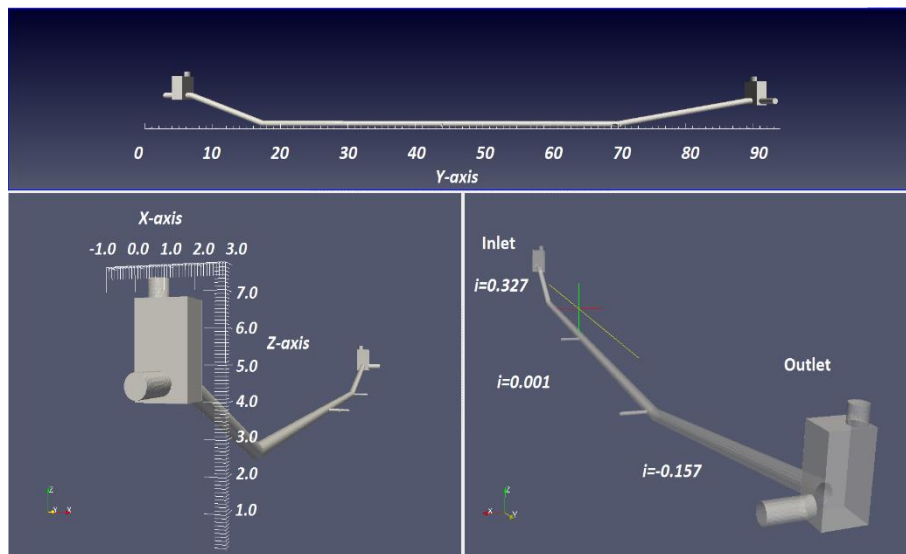 0 10 20 30 40 50 60 70 80 90
Y-axis
X-axis
-1.0 0.0 1.0 2.0 3.0
7.0
6.0
Z-axis
5.0
4.0
3.0
2.0
1.0
Z
Y X
Inlet
i=0.327
Outlet
i=0.001
i=-0.157
Z
X Y